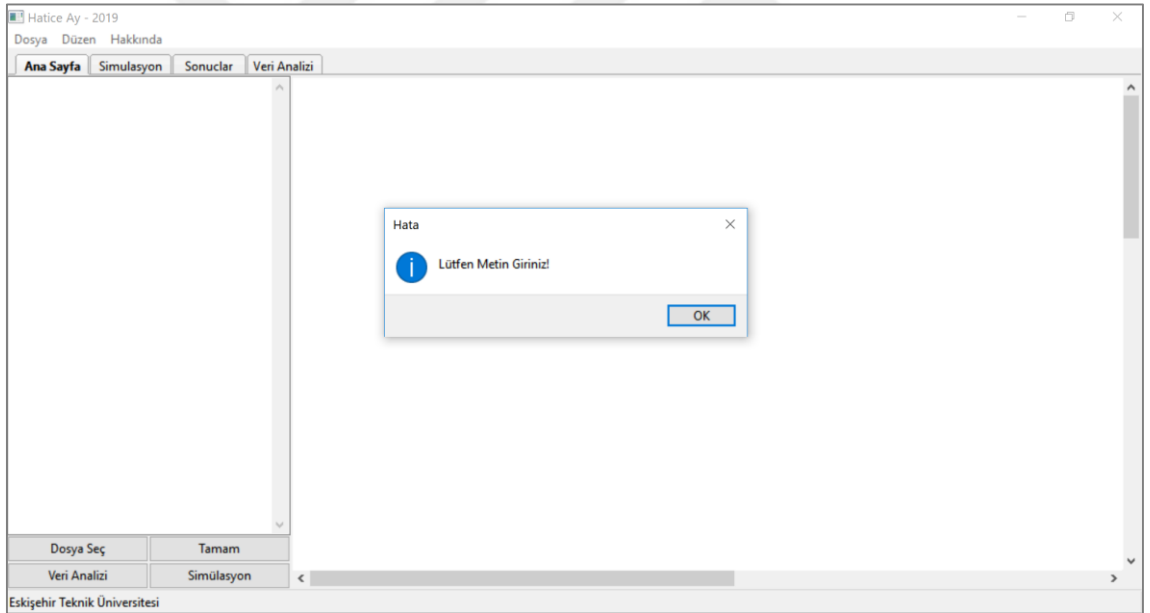 Hatice Ay - 2019
Dosya Düzen Hakkında
Ana Sayfa Simulasyon Sonuclar Veri Analizi
Hata
Lütfen Metin Giriniz!
OK
Dosya Seç Tamam
Veri Analizi Simülasyon
Eskişehir Teknik Üniversitesi